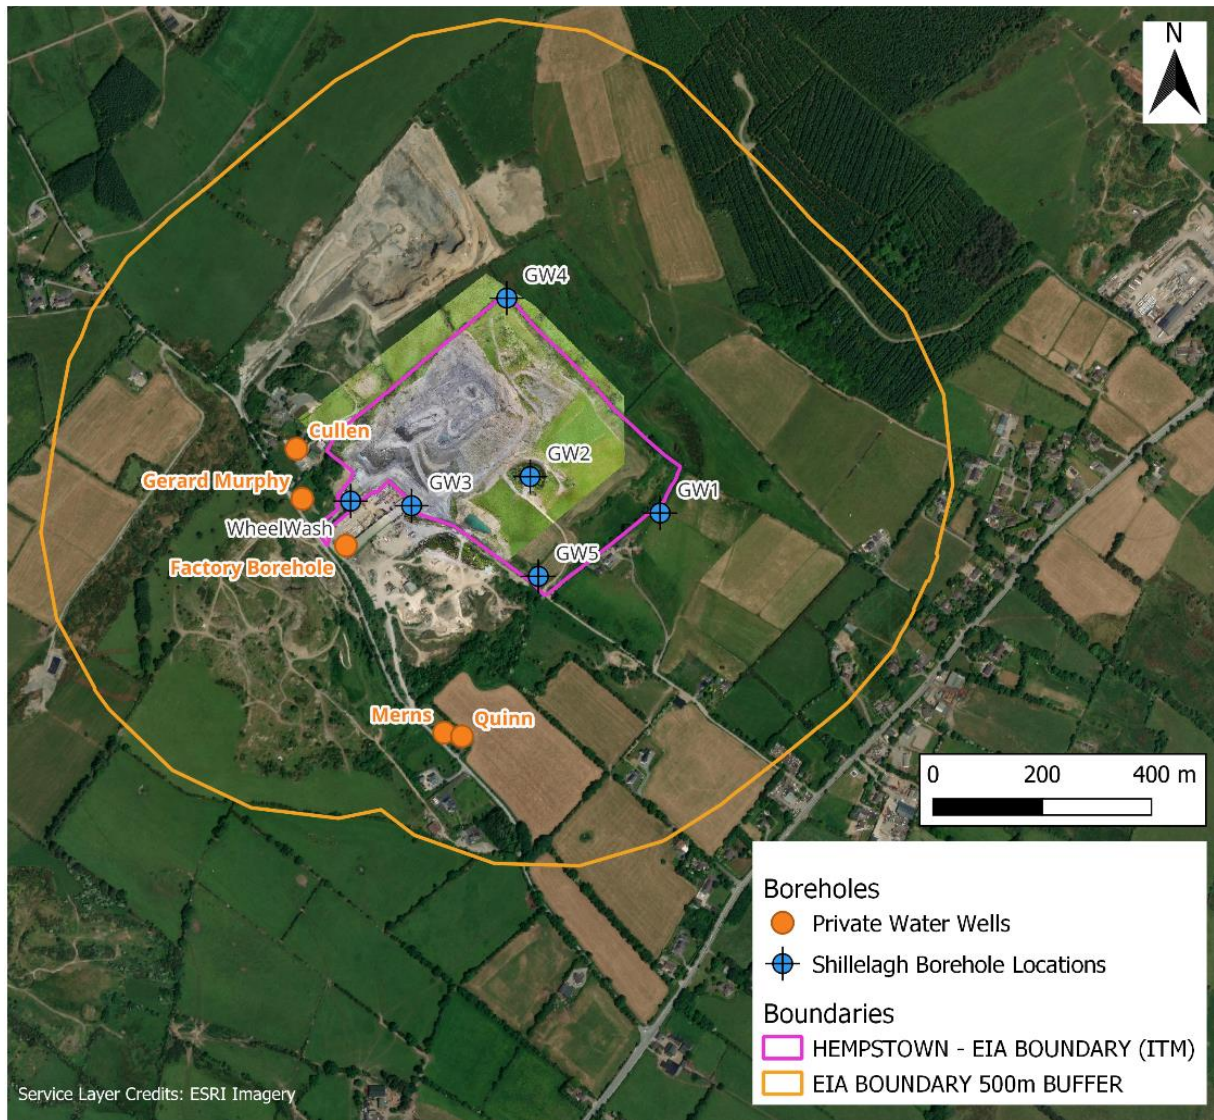 N
GW4
Cullen
GW2
Gerard Murphy
GW3
GW1
WheelWash
GW5
Factory Borehole
Merns
Quinn
0 200 400 m
Boreholes
Private Water Wells
Shillelagh Borehole Locations
Boundaries
HEMPSTOWN - EIA BOUNDARY (ITM)
EIA BOUNDARY 500m BUFFER
Service Layer Credits: ESRI Imagery